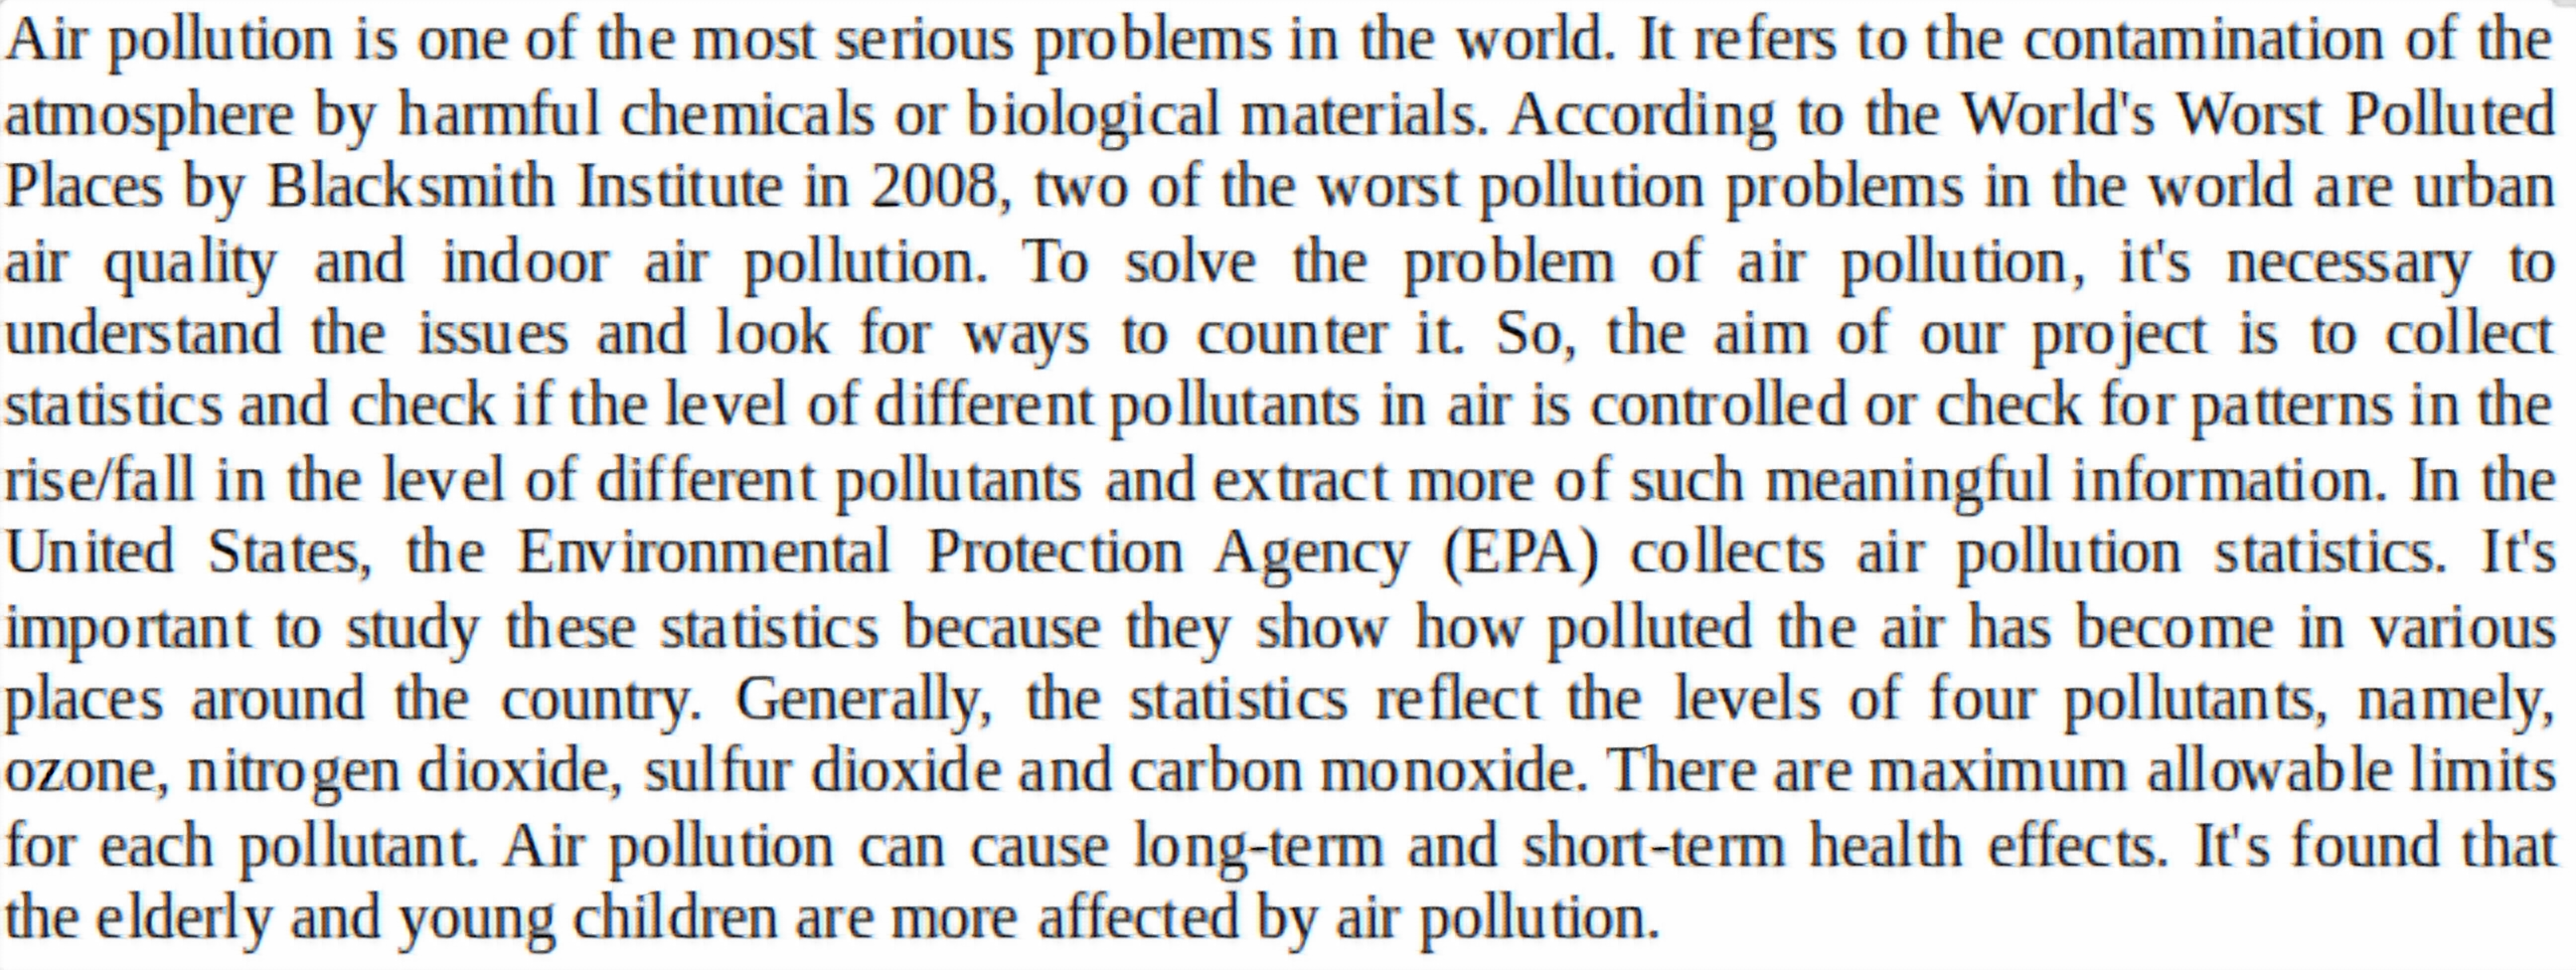 Air pollution is one of the most serious problems in the world. It refers to the contamination of the
atmosphere by harmful chemicals or biological materials. According to the World's Worst Polluted
Places by Blacksmith Institute in 2008, two of the worst pollution problems in the world are urban
air quality and indoor air pollution. To solve the problem of air pollution, it's necessary to
understand the issues and look for ways to counter it. So, the aim of our project is to collect
statistics and check if the level of different pollutants in air is controlled or check for patterns in the
rise/fall in the level of different pollutants and extract more of such meaningful information. In the
United States, the Environmental Protection Agency (EPA) collects air pollution statistics. It's
important to study these statistics because they show how polluted the air has become in various
places around the country. Generally, the statistics reflect the levels of four pollutants, namely,
ozone, nitrogen dioxide, sulfur dioxide and carbon monoxide. There are maximum allowable limits
for each pollutant. Air pollution can cause long-term and short-term health effects. It's found that
the elderly and young children are more affected by air pollution.